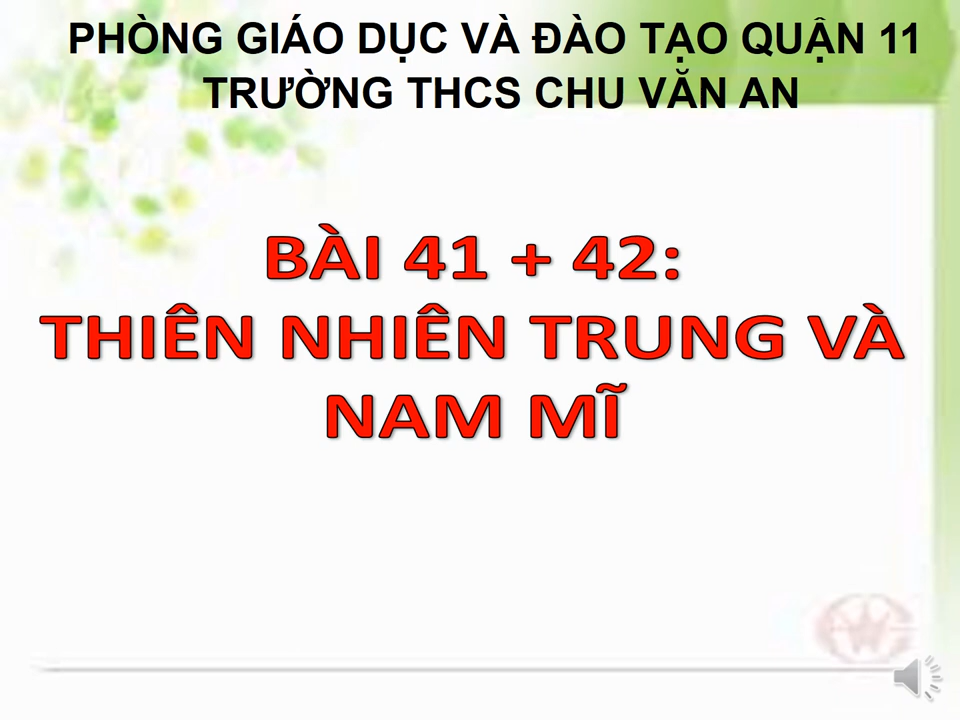 PHÒNG GIÁO DỤC VÀ ĐÀO TẠO QUẬN 11
TRƯỜNG THCS CHU VĂN AN
BÀI 41 + 42:
THIÊN NHIÊN TRUNG VÀ
NAM MĨ